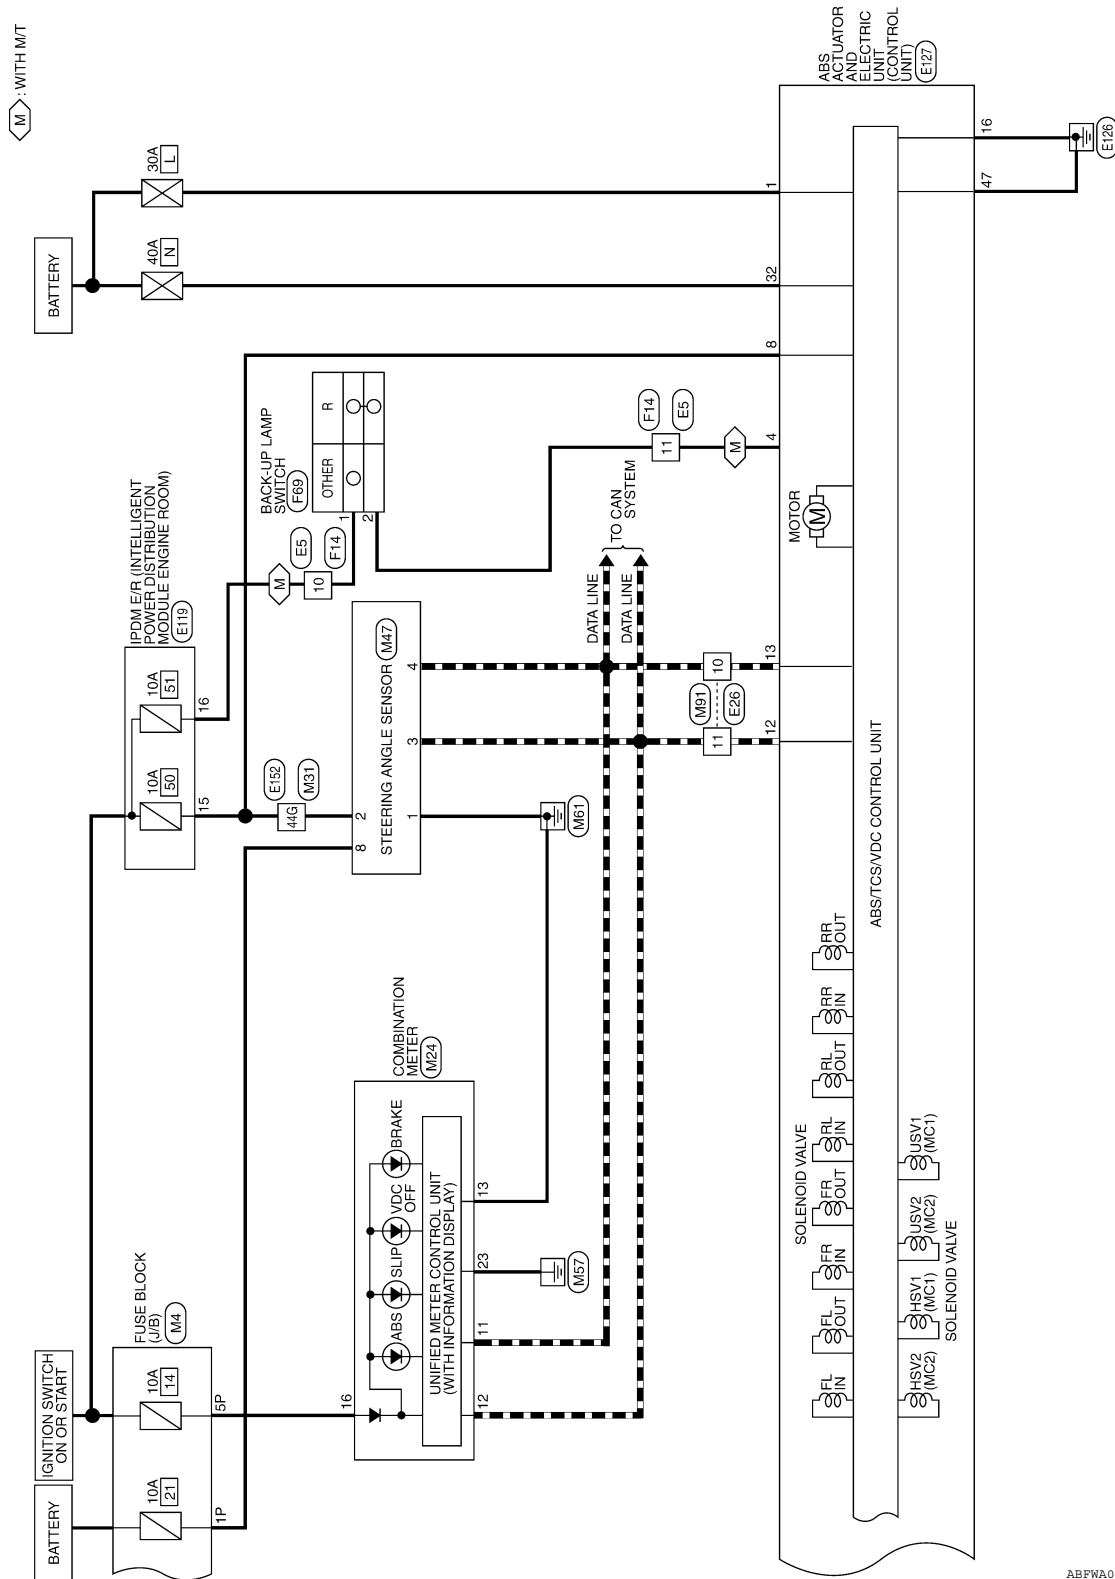 M : WITH M/T
IGNITION SWITCH
ON OR START
BATTERY
FUSE BLOCK
(J/B)
M4
10A
21
10A
14
1P
5P
IPDM E/R (INTELLIGENT
POWER DISTRIBUTION
MODULE ENGINE ROOM)
E119
10A
50
10A
51
15
16
BATTERY
40A
N
30A
L
BACK-UP LAMP
SWITCH
F69
OTHER
R
1
2
M
10
E5
F14
E152
M31
44G
8
2
STEERING ANGLE SENSOR
M47
1
3
4
COMBINATION
METER
M24
16
ABS
SLIP
VDC
OFF
BRAKE
UNIFIED METER CONTROL UNIT
(WITH INFORMATION DISPLAY)
12
11
23
13
M57
M61
DATA LINE
DATA LINE
TO CAN
SYSTEM
M91
E26
11
10
F14
E5
11
M
12
13
4
8
32
1
ABS
ACTUATOR
AND
ELECTRIC
UNIT
(CONTROL
UNIT)
E127
SOLENOID VALVE
FL
IN
FL
OUT
FR
IN
FR
OUT
RL
IN
RL
OUT
RR
IN
RR
OUT
MOTOR
M
ABS/TCS/VDC CONTROL UNIT
HSV2
(MC2)
HSV1
(MC1)
USV2
(MC2)
USV1
(MC1)
SOLENOID VALVE
47
16
E126
ABFWA0